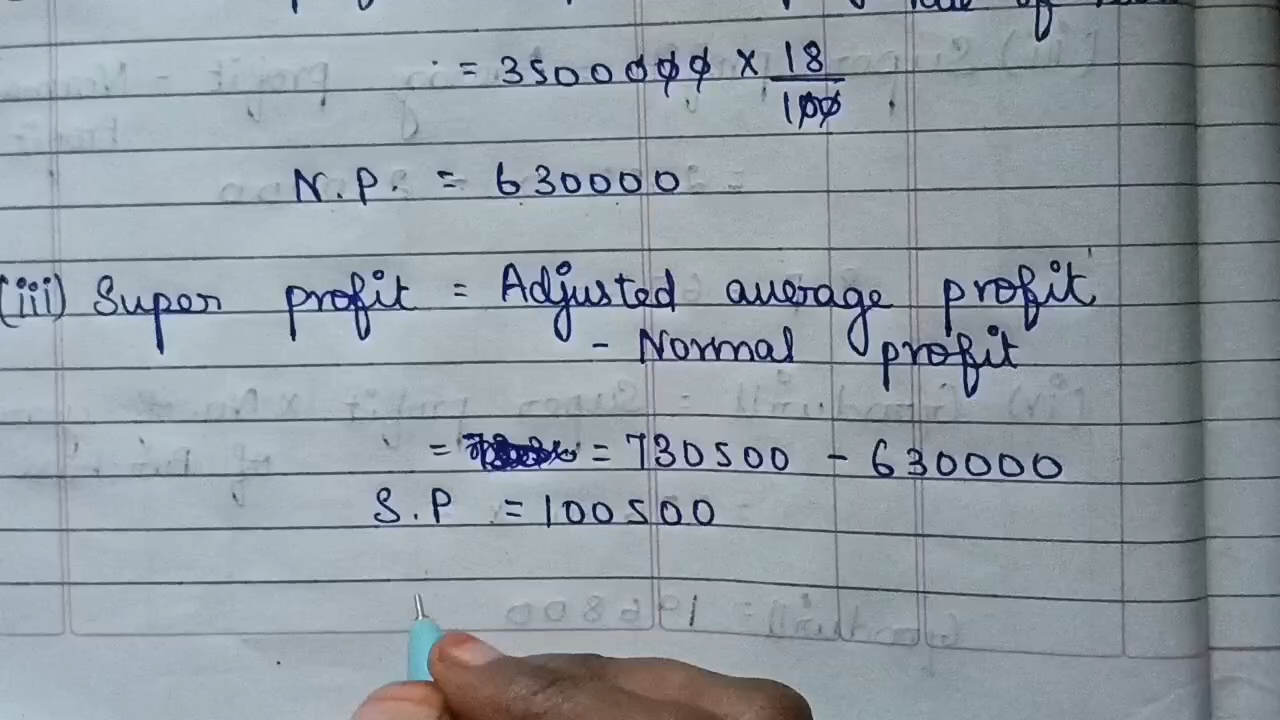 = 3500000 × 18/100
N.P. = 630000
(iii) Super profit = Adjusted average profit
- Normal profit
= = 730500 - 630000
S.P = 100500